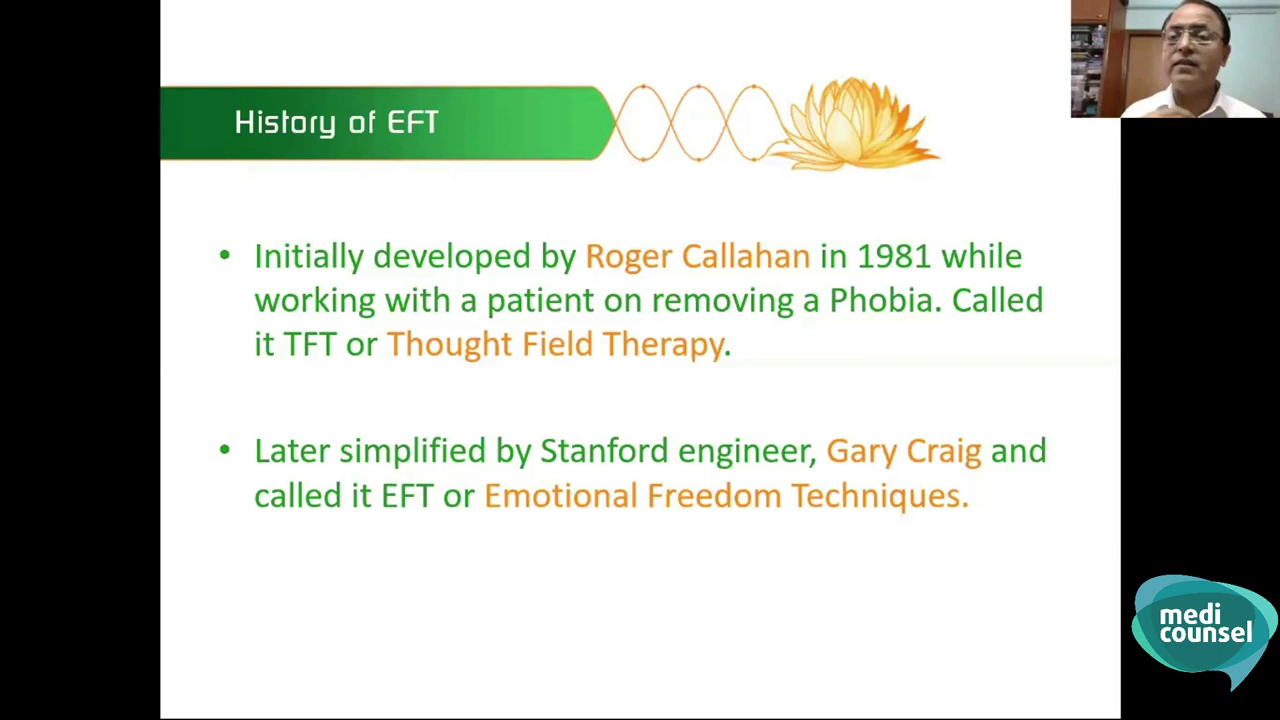 History of EFT
• Initially developed by Roger Callahan in 1981 while
working with a patient on removing a Phobia. Called
it TFT or Thought Field Therapy.
• Later simplified by Stanford engineer, Gary Craig and
called it EFT or Emotional Freedom Techniques.
medi
counsel